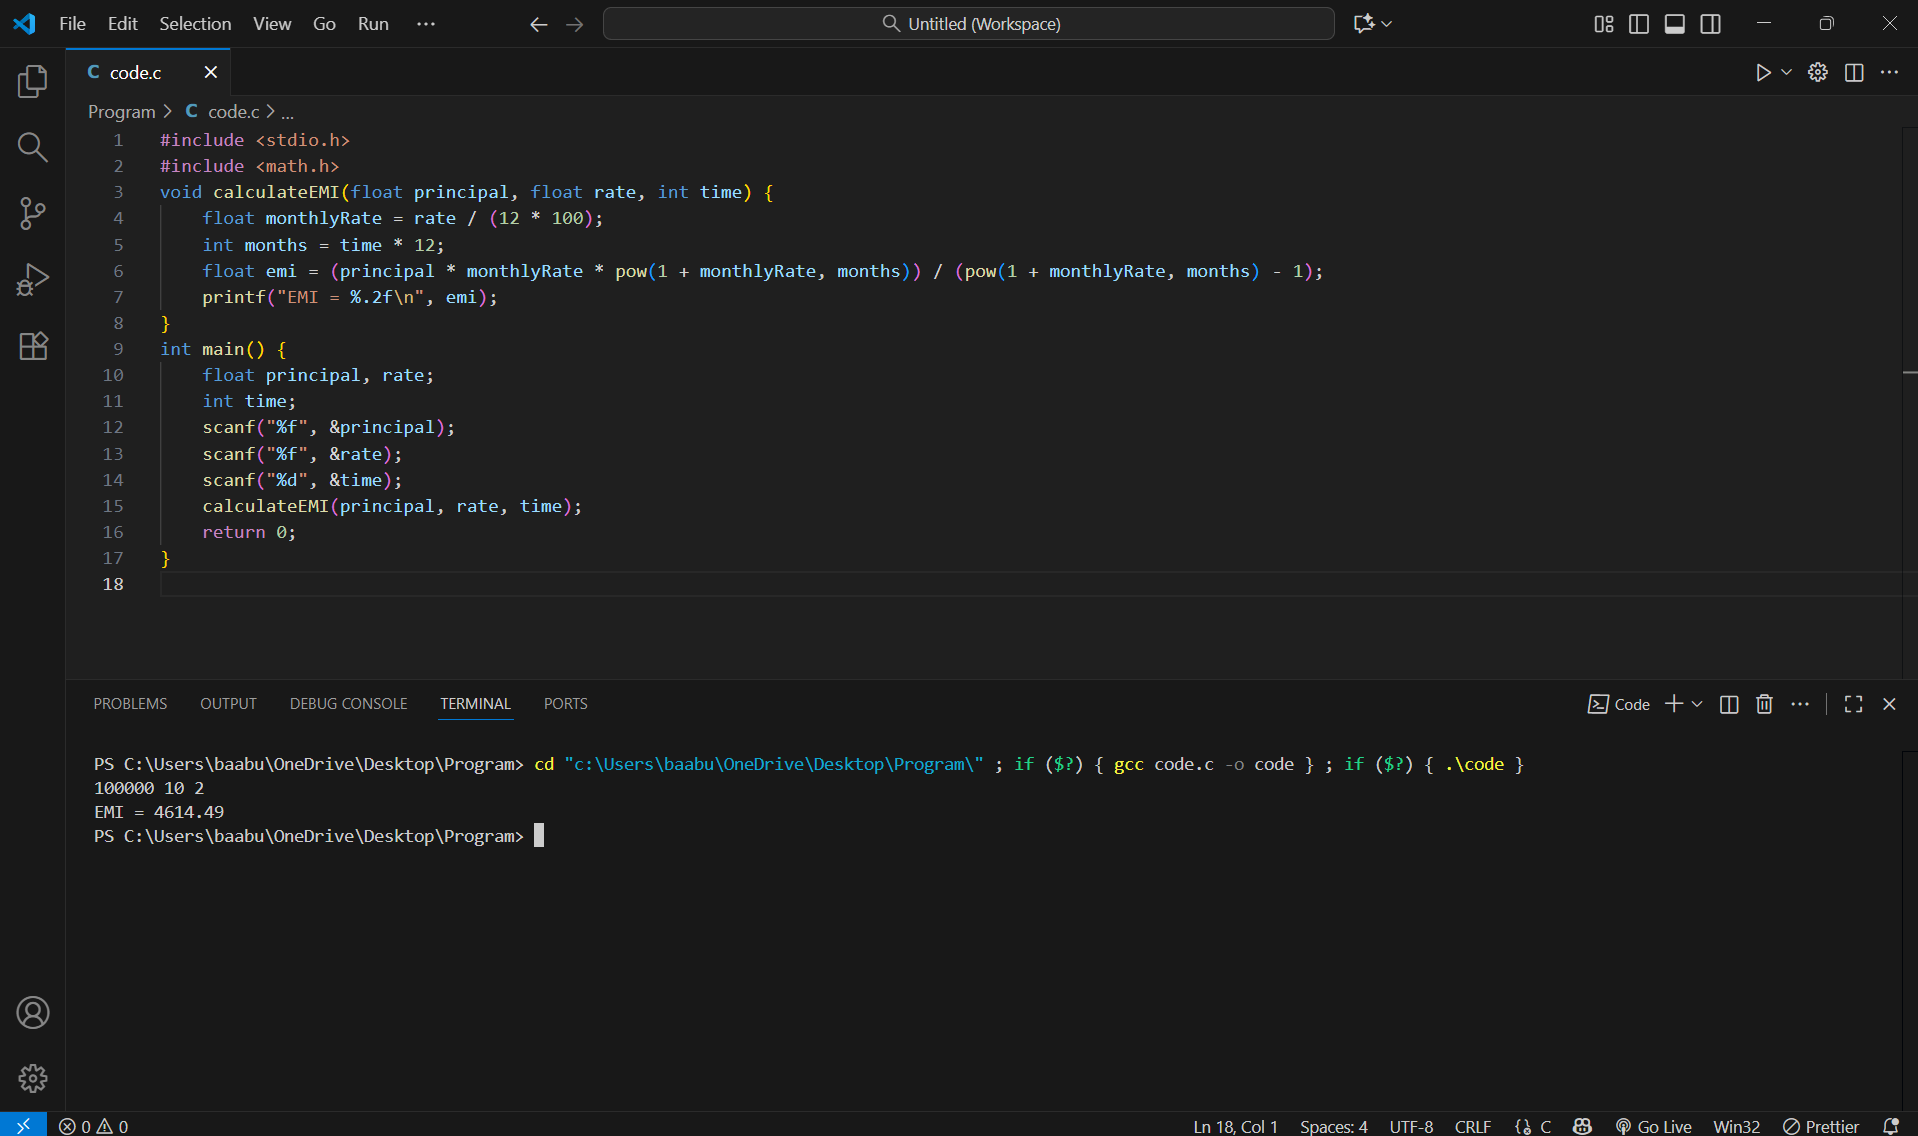 File Edit Selection View Go Run ··· Untitled (Workspace)
C code.c
Program > C code.c > ...
1 #include <stdio.h>
2 #include <math.h>
3 void calculateEMI(float principal, float rate, int time) {
4     float monthlyRate = rate / (12 * 100);
5     int months = time * 12;
6     float emi = (principal * monthlyRate * pow(1 + monthlyRate, months)) / (pow(1 + monthlyRate, months) - 1);
7     printf("EMI = %.2f\n", emi);
8 }
9 int main() {
10     float principal, rate;
11     int time;
12     scanf("%f", &principal);
13     scanf("%f", &rate);
14     scanf("%d", &time);
15     calculateEMI(principal, rate, time);
16     return 0;
17 }
18
PROBLEMS OUTPUT DEBUG CONSOLE TERMINAL PORTS Code
PS C:\Users\baabu\OneDrive\Desktop\Program> cd "c:\Users\baabu\OneDrive\Desktop\Program\" ; if ($?) { gcc code.c -o code } ; if ($?) { .\code }
100000 10 2
EMI = 4614.49
PS C:\Users\baabu\OneDrive\Desktop\Program>
0 0 Ln 18, Col 1 Spaces: 4 UTF-8 CRLF C Go Live Win32 Prettier